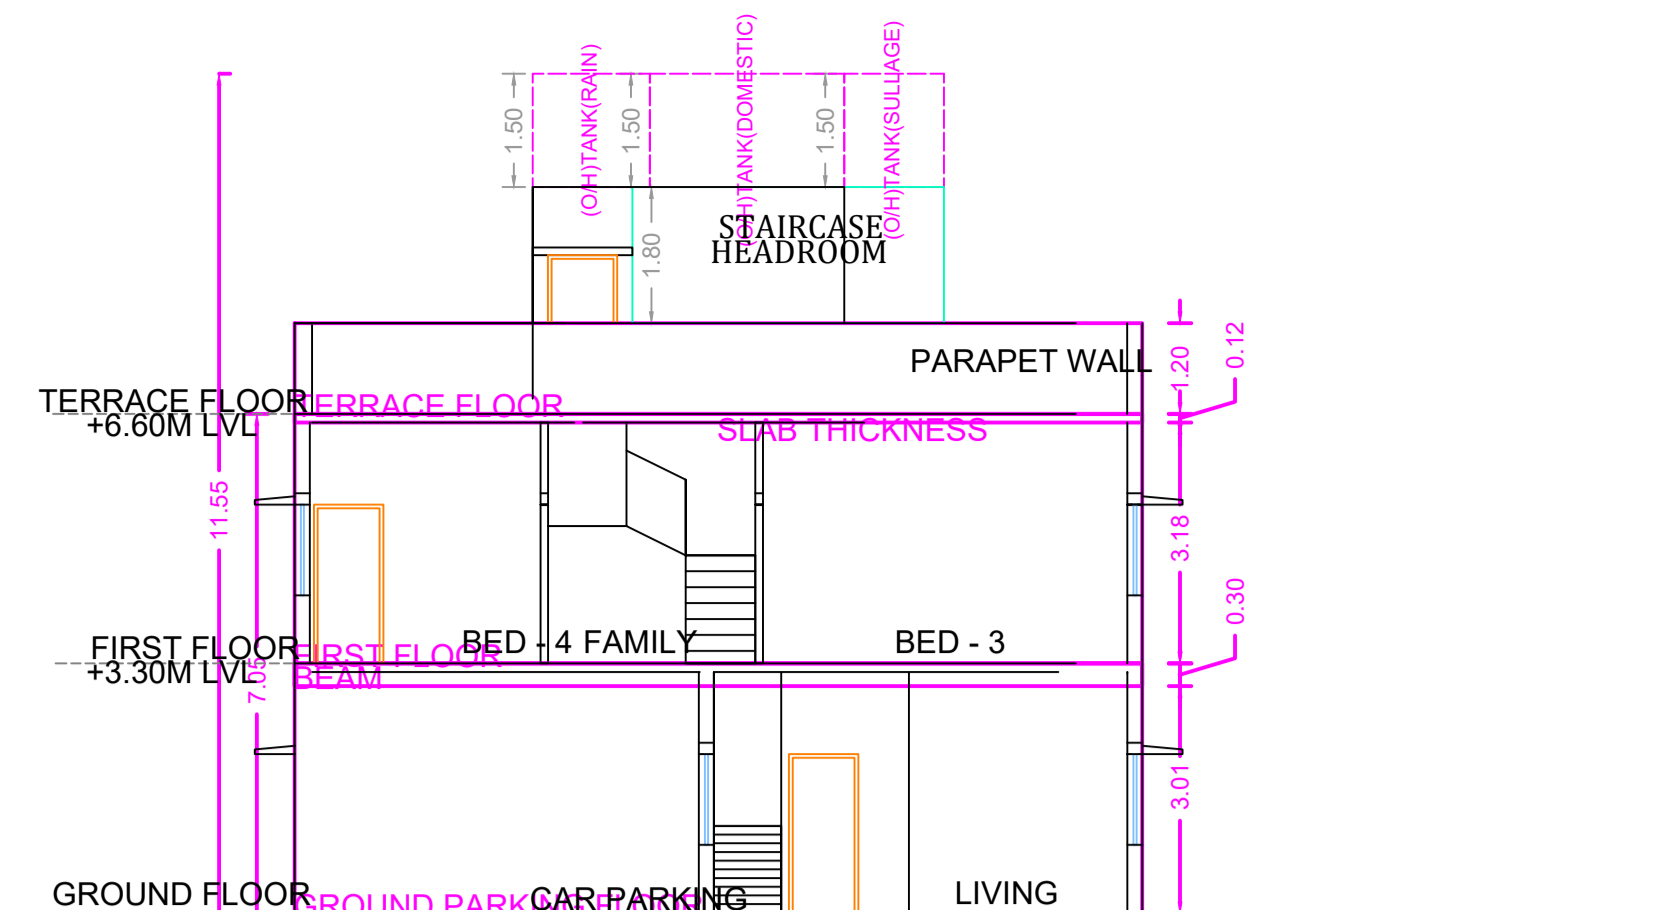 (O/H)TANK(RAIN)
(O/H)TANK(DOMESTIC)
(O/H)TANK(SULLAGE)
1.50
1.50
1.50
STAIRCASE
HEADROOM
1.80
PARAPET WALL
1.20
0.12
TERRACE FLOOR
+6.60M LVL
TERRACE FLOOR
SLAB THICKNESS
11.55
3.18
0.30
FIRST FLOOR
+3.30M LVL
FIRST FLOOR
BEAM
BED - 4
FAMILY
BED - 3
7.05
3.01
GROUND FLOOR
GROUND PARKING FLOOR
CAR PARKING
LIVING